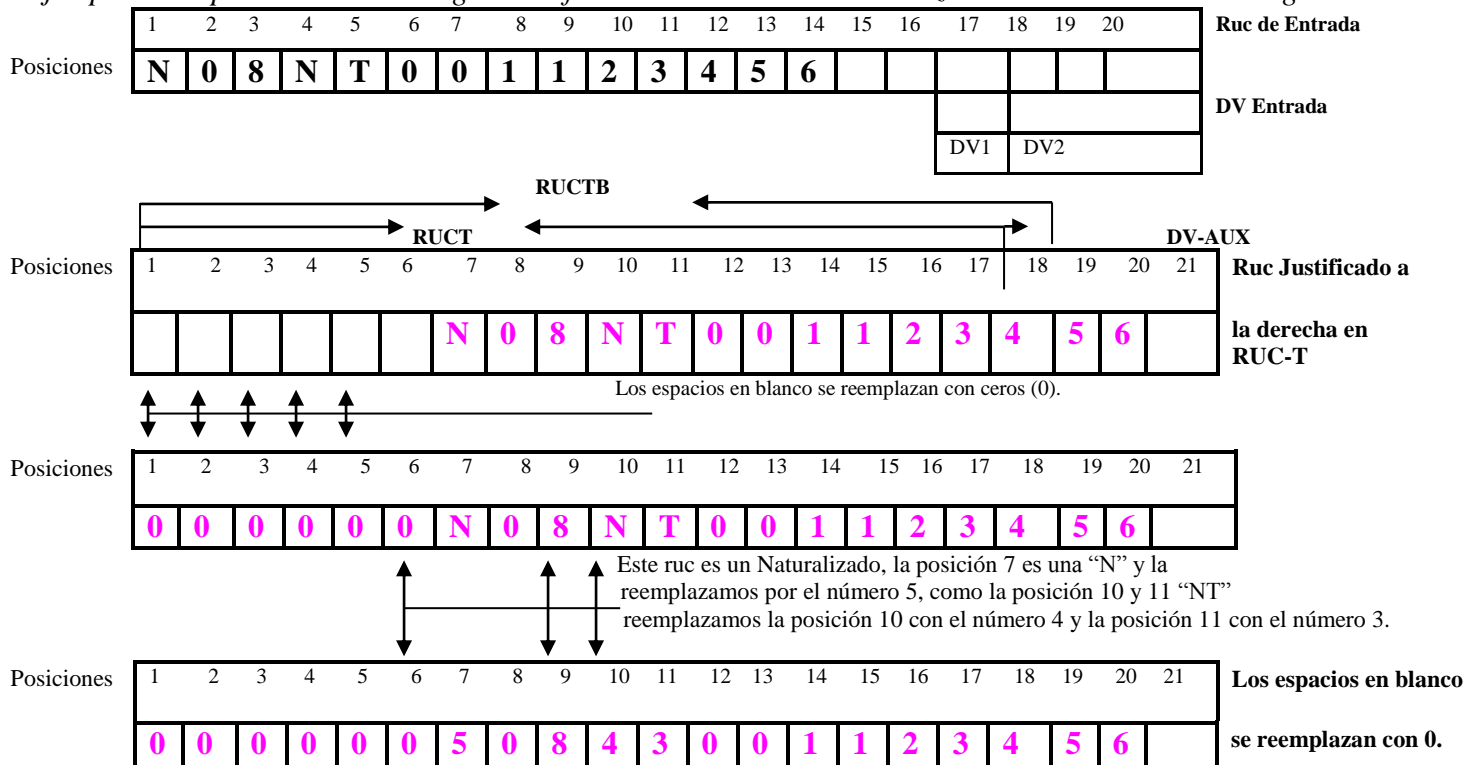 1 2 3 4 5 6 7 8 9 10 11 12 13 14 15 16 17 18 19 20 Ruc de Entrada
Posiciones N 0 8 N T 0 0 1 1 2 3 4 5 6
DV Entrada
DV1 DV2
RUCTB
RUCT DV-AUX
Posiciones 1 2 3 4 5 6 7 8 9 10 11 12 13 14 15 16 17 18 19 20 21 Ruc Justificado a
N 0 8 N T 0 0 1 1 2 3 4 5 6 la derecha en
RUC-T
Los espacios en blanco se reemplazan con ceros (0).
Posiciones 1 2 3 4 5 6 7 8 9 10 11 12 13 14 15 16 17 18 19 20 21
0 0 0 0 0 0 N 0 8 N T 0 0 1 1 2 3 4 5 6
Este ruc es un Naturalizado, la posición 7 es una “N” y la
reemplazamos por el número 5, como la posición 10 y 11 “NT”
reemplazamos la posición 10 con el número 4 y la posición 11 con el número 3.
Posiciones 1 2 3 4 5 6 7 8 9 10 11 12 13 14 15 16 17 18 19 20 21 Los espacios en blanco
0 0 0 0 0 0 5 0 8 4 3 0 0 1 1 2 3 4 5 6 se reemplazan con 0.